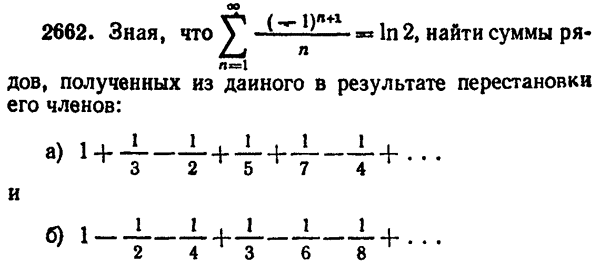 2662. Зная, что $\sum_{n=1}^{\infty} \frac{(-1)^{n+1}}{n} = \ln 2$, найти суммы ря-
дов, полученных из данного в результате перестановки
его членов:
а) $1 + \frac{1}{3} - \frac{1}{2} + \frac{1}{5} + \frac{1}{7} - \frac{1}{4} + \ldots$
и
б) $1 - \frac{1}{2} - \frac{1}{4} + \frac{1}{3} - \frac{1}{6} - \frac{1}{8} + \ldots$